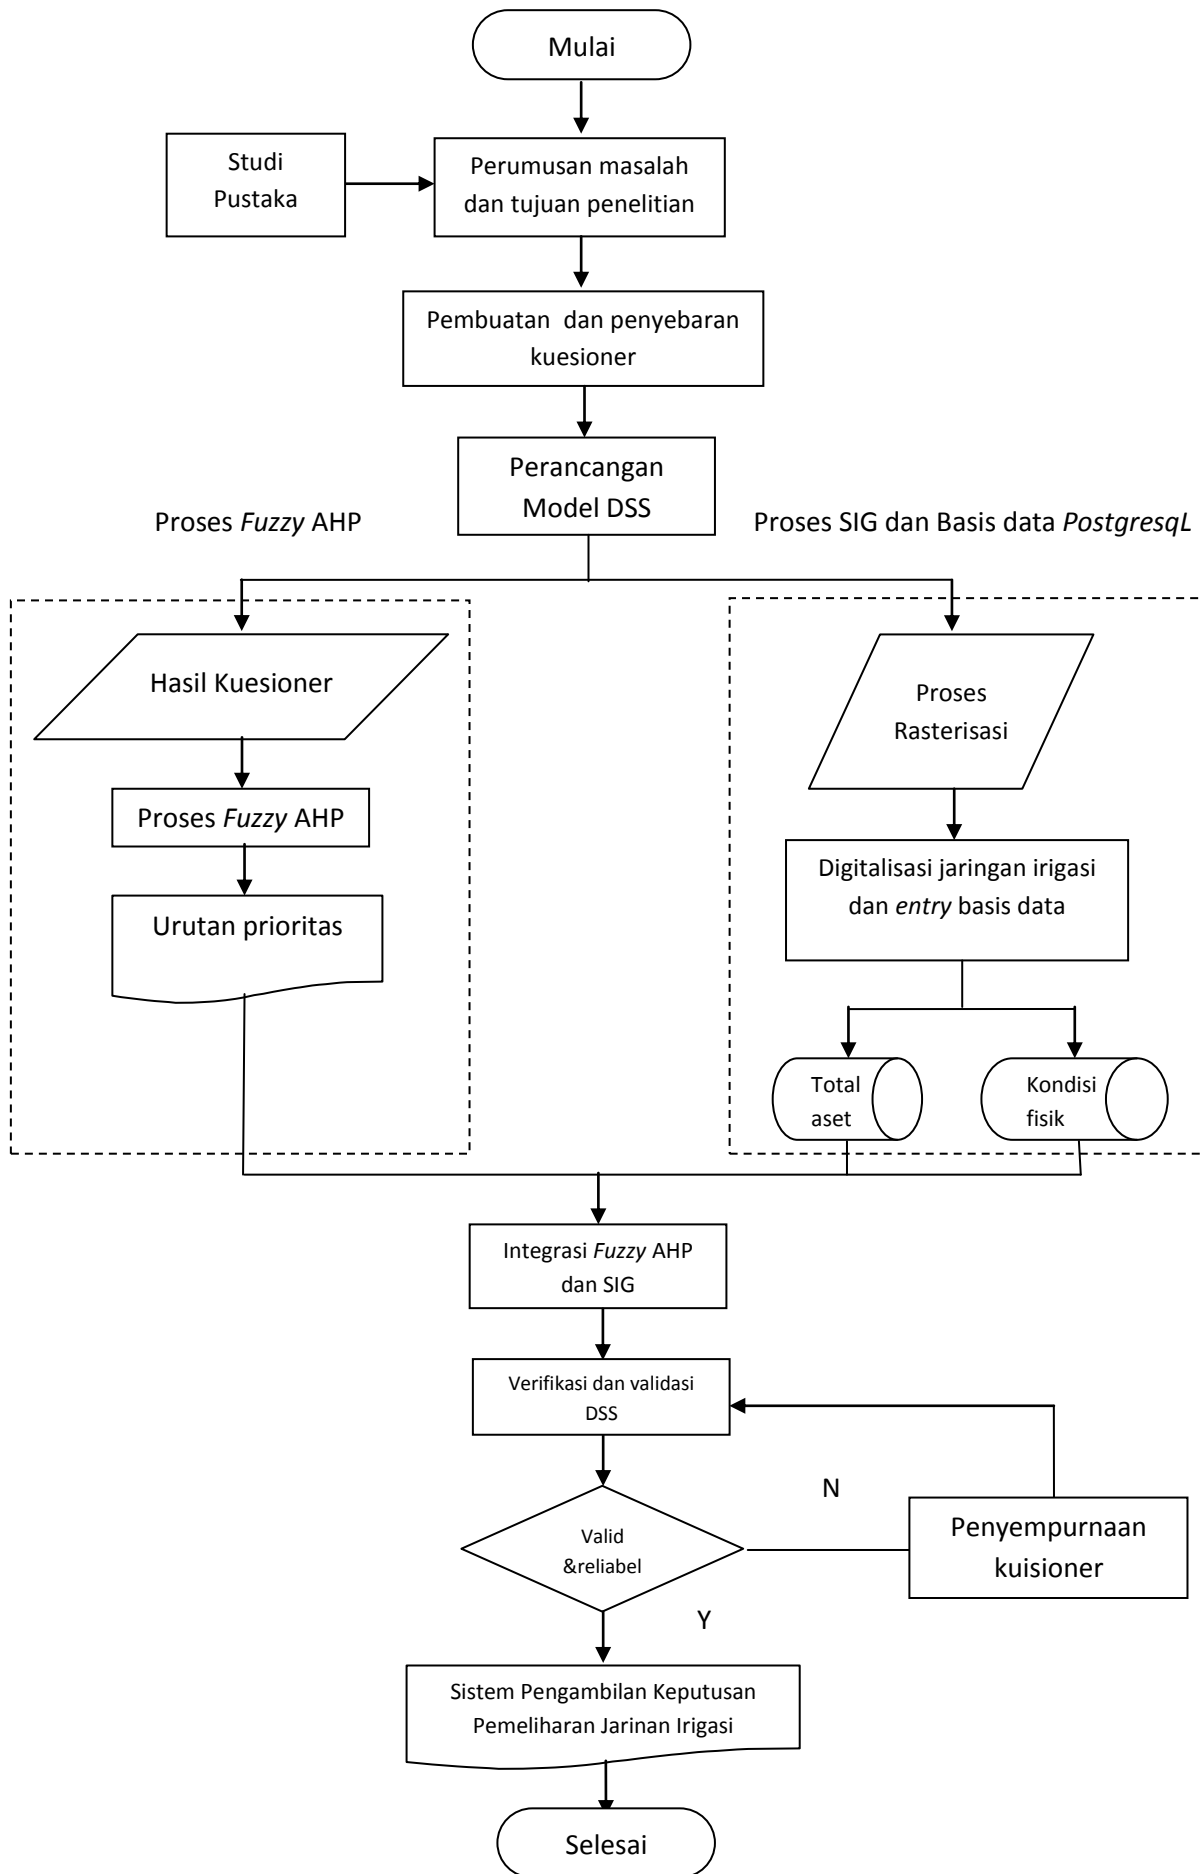 Mulai
Studi
Pustaka
Perumusan masalah
dan tujuan penelitian
Pembuatan dan penyebaran
kuesioner
Perancangan
Model DSS
Proses Fuzzy AHP
Proses SIG dan Basis data PostgresqL
Hasil Kuesioner
Proses Fuzzy AHP
Urutan prioritas
Proses
Rasterisasi
Digitalisasi jaringan irigasi
dan entry basis data
Total
aset
Kondisi
fisik
Integrasi Fuzzy AHP
dan SIG
Verifikasi dan validasi
DSS
Valid
&reliabel
N
Penyempurnaan
kuisioner
Y
Sistem Pengambilan Keputusan
Pemeliharan Jarinan Irigasi
Selesai